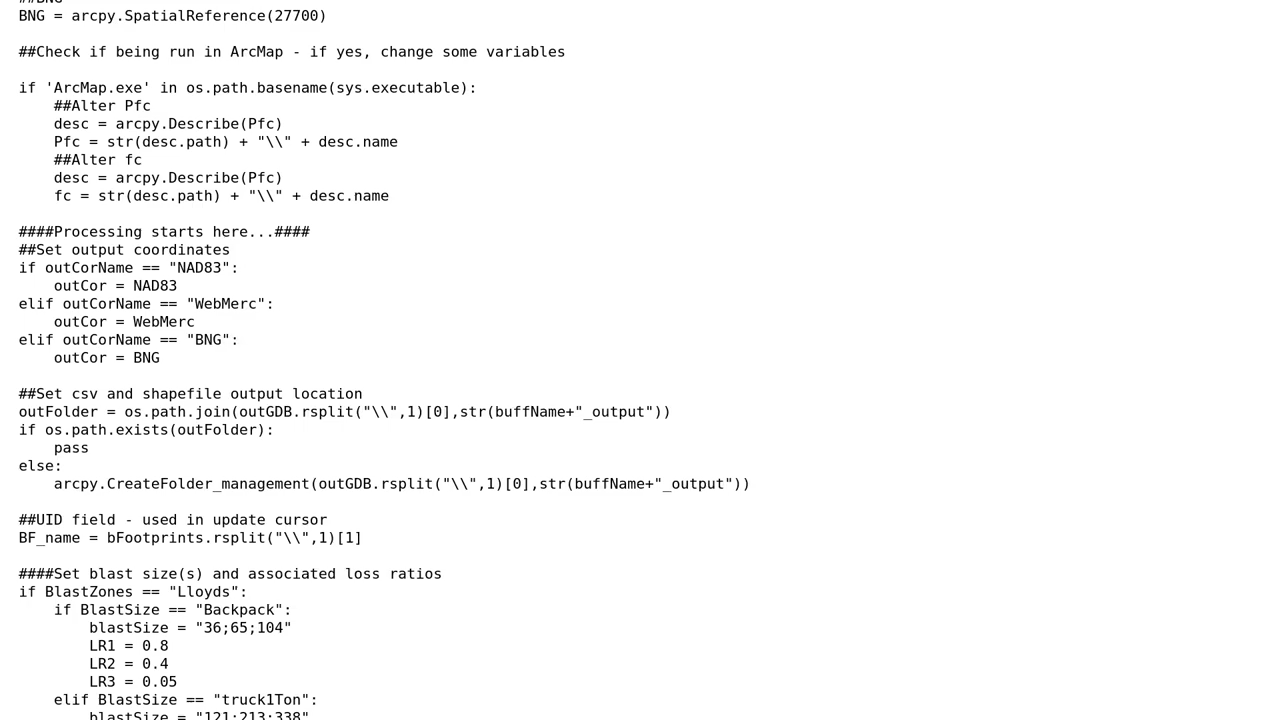 ##BNG
BNG = arcpy.SpatialReference(27700)
##Check if being run in ArcMap - if yes, change some variables
if 'ArcMap.exe' in os.path.basename(sys.executable):
##Alter Pfc
desc = arcpy.Describe(Pfc)
Pfc = str(desc.path) + "\\" + desc.name
##Alter fc
desc = arcpy.Describe(Pfc)
fc = str(desc.path) + "\\" + desc.name
####Processing starts here...####
##Set output coordinates
if outCorName == "NAD83":
outCor = NAD83
elif outCorName == "WebMerc":
outCor = WebMerc
elif outCorName == "BNG":
outCor = BNG
##Set csv and shapefile output location
outFolder = os.path.join(outGDB.rsplit("\\",1)[0],str(buffName+"_output"))
if os.path.exists(outFolder):
pass
else:
arcpy.CreateFolder_management(outGDB.rsplit("\\",1)[0],str(buffName+"_output"))
##UID field - used in update cursor
BF_name = bFootprints.rsplit("\\",1)[1]
####Set blast size(s) and associated loss ratios
if BlastZones == "Lloyds":
if BlastSize == "Backpack":
blastSize = "36;65;104"
LR1 = 0.8
LR2 = 0.4
LR3 = 0.05
elif BlastSize == "truck1Ton":
blastSize = "121;213;338"